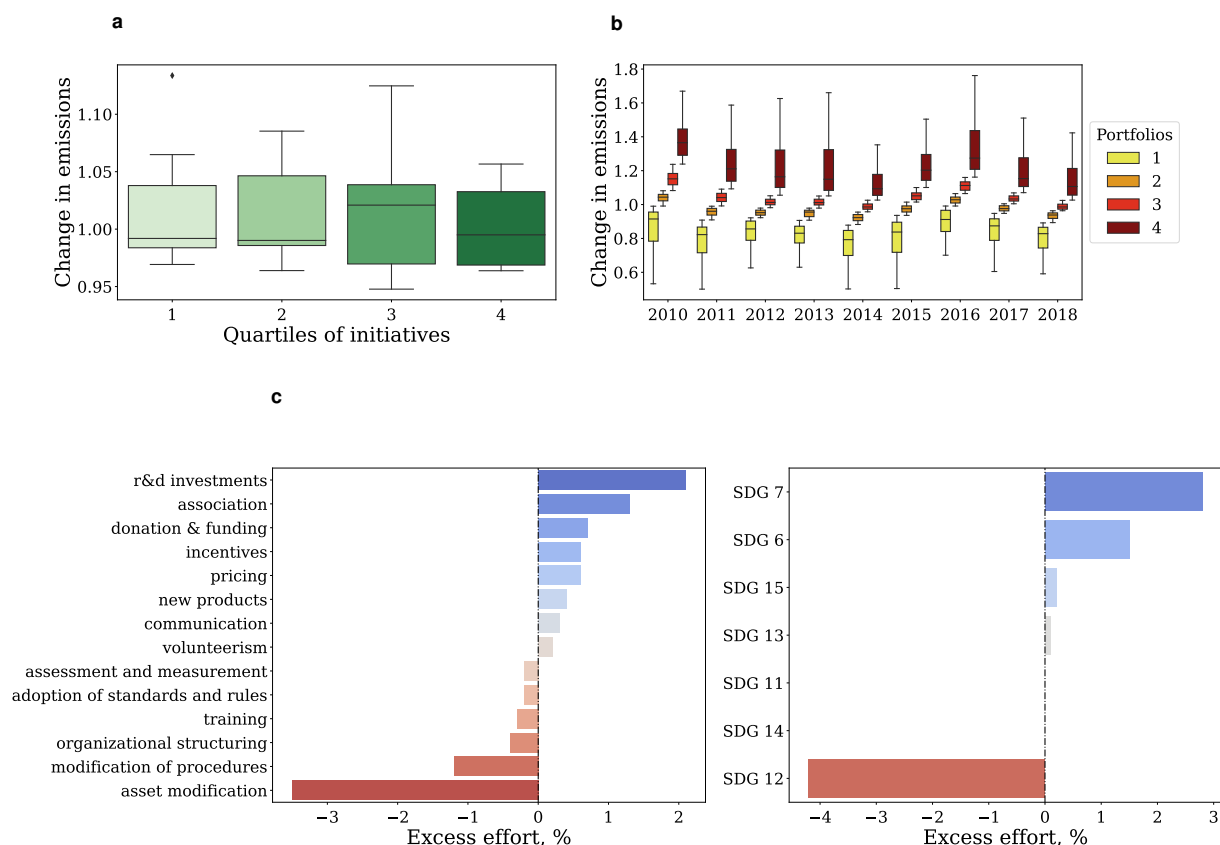 a
Change in emissions
1.10
1.05
1.00
0.95
1
2
3
4
Quartiles of initiatives
b
Change in emissions
1.8
1.6
1.4
1.2
1.0
0.8
0.6
2010
2011
2012
2013
2014
2015
2016
2017
2018
Portfolios
1
2
3
4
c
r&d investments
association
donation & funding
incentives
pricing
new products
communication
volunteerism
assessment and measurement
adoption of standards and rules
training
organizational structuring
modification of procedures
asset modification
−3
−2
−1
0
1
2
Excess effort, %
SDG 7
SDG 6
SDG 15
SDG 13
SDG 11
SDG 14
SDG 12
−4
−3
−2
−1
0
1
2
3
Excess effort, %